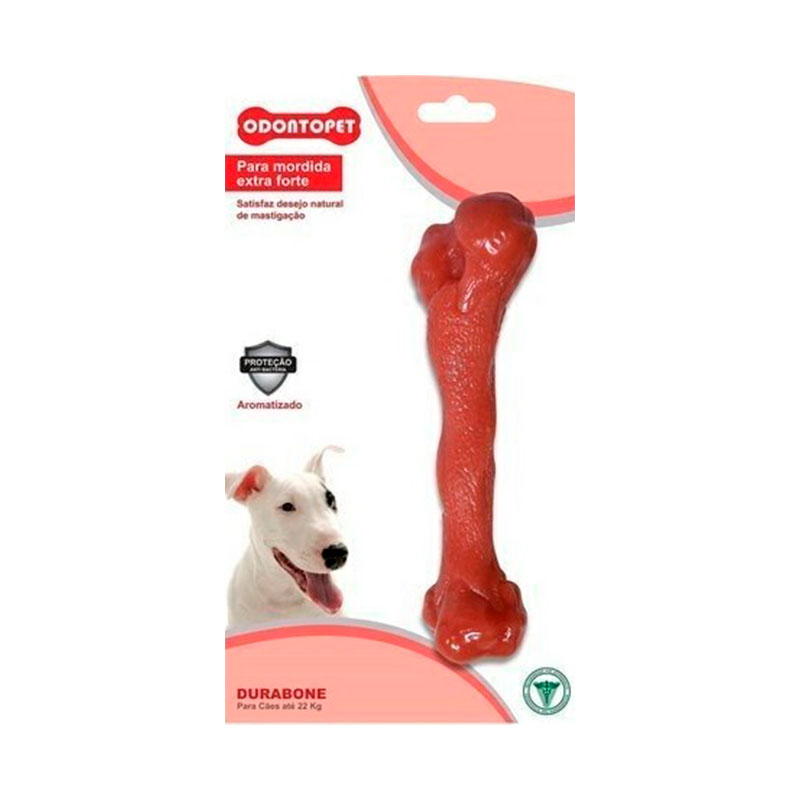 ODONTOPET
Para mordida
extra forte
Satisfaz desejo natural
de mastigação
PROTEÇÃO
ANTI-BACTÉRIA
Aromatizado
DURABONE
Para Cães até 22 Kg